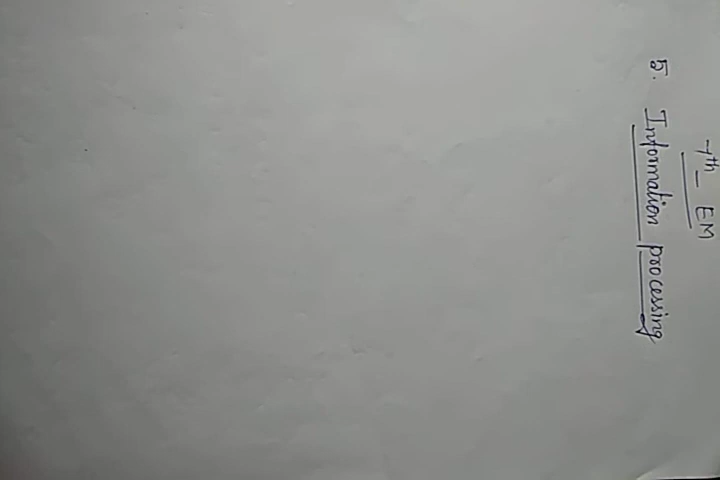 7th - EM
5. Information processing